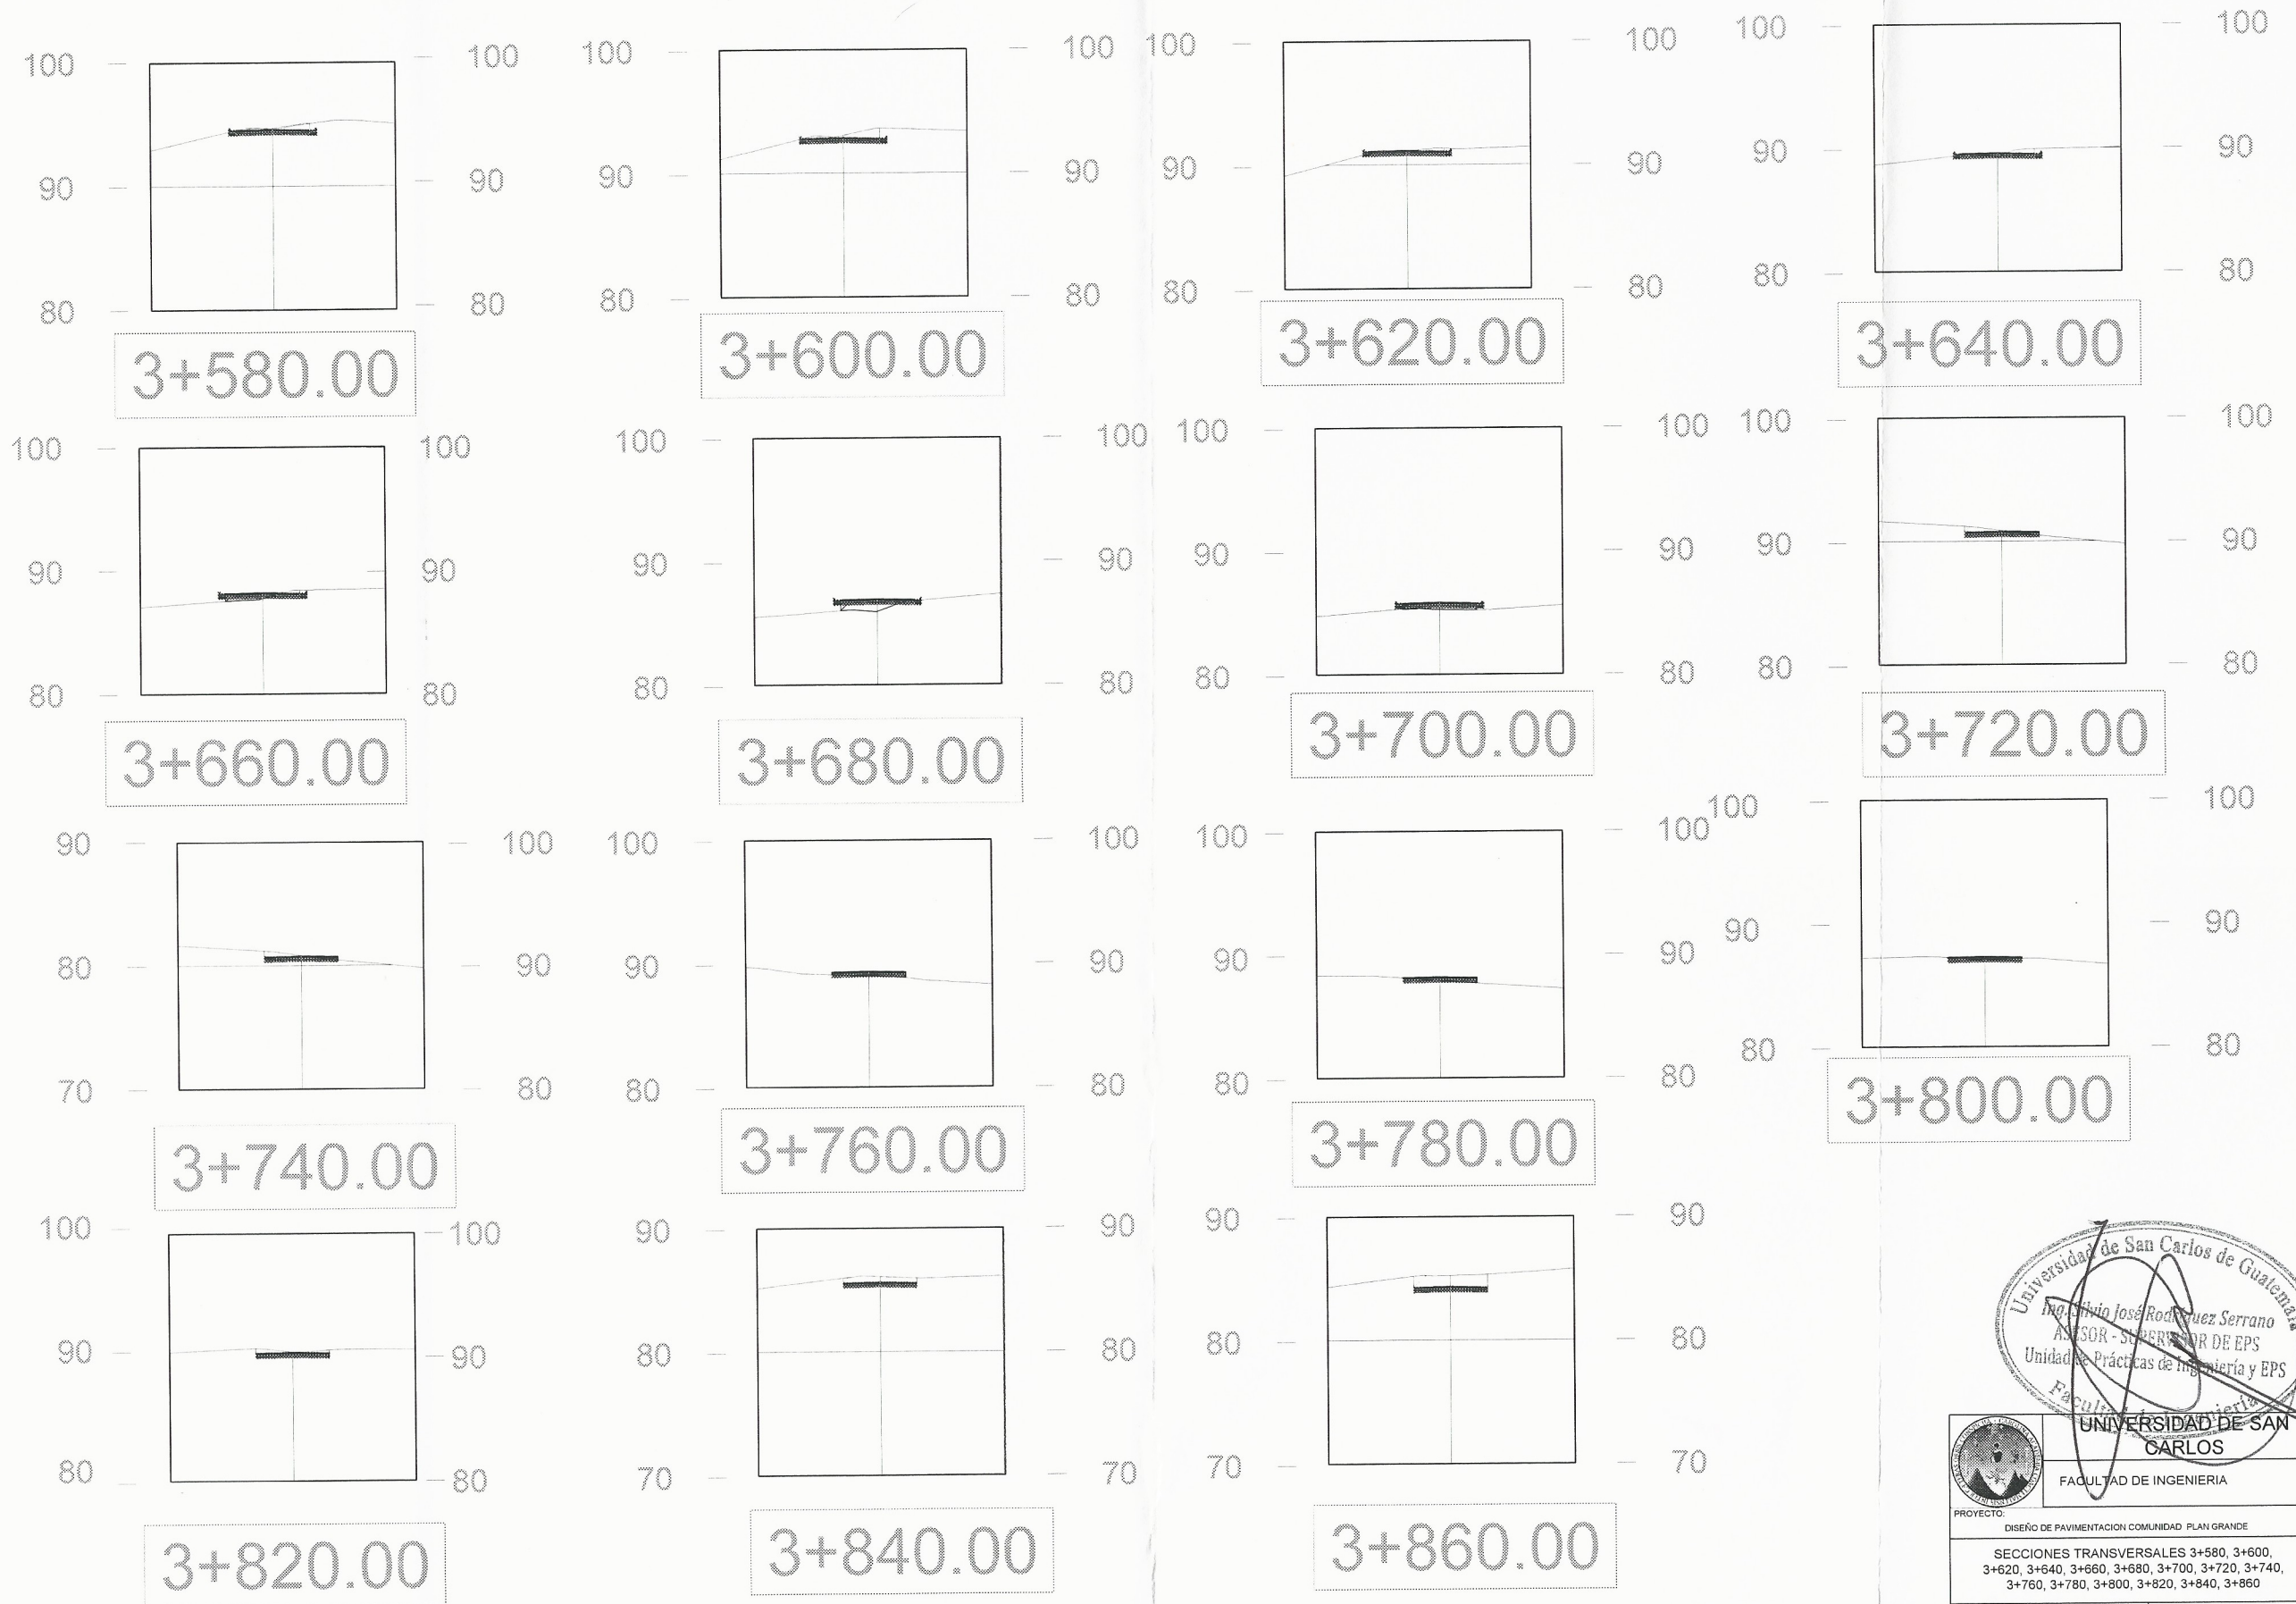 100 100 100 100 100 100 100 100
90 90 90 90 90 90 90 90
80 80 80 80 80 80 80 80
3+580.00 3+600.00 3+620.00 3+640.00
100 100 100 100 100 100 100 100
90 90 90 90 90 90 90 90
80 80 80 80 80 80 80 80
3+660.00 3+680.00 3+700.00 3+720.00
90 100 100 100 100 100 100 100
80 90 90 90 90 90 90 90
70 80 80 80 80 80 80 80
3+740.00 3+760.00 3+780.00 3+800.00
100 100 90 90 90 90
90 90 80 80 80 80
80 80 70 70 70 70
3+820.00 3+840.00 3+860.00
Universidad de San Carlos de Guatemala
Ing. Silvio José Rodríguez Serrano
ASESOR - SUPERVISOR DE EPS
Unidad de Prácticas de Ingeniería y EPS
Facultad de Ingeniería
UNIVERSIDAD DE SAN
CARLOS
FACULTAD DE INGENIERIA
PROYECTO:
DISEÑO DE PAVIMENTACION COMUNIDAD PLAN GRANDE
SECCIONES TRANSVERSALES 3+580, 3+600,
3+620, 3+640, 3+660, 3+680, 3+700, 3+720, 3+740,
3+760, 3+780, 3+800, 3+820, 3+840, 3+860